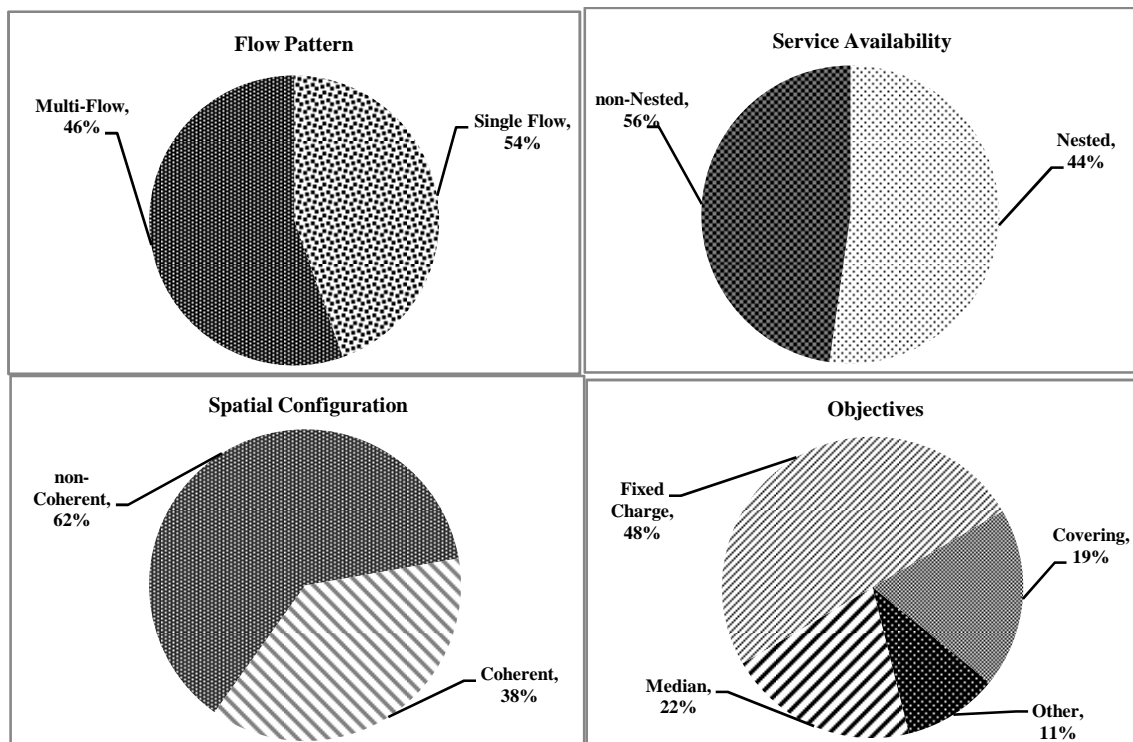 Flow Pattern
Multi-Flow,
46%
Single Flow,
54%
Service Availability
non-Nested,
56%
Nested,
44%
Spatial Configuration
non-
Coherent,
62%
Coherent,
38%
Objectives
Fixed
Charge,
48%
Covering,
19%
Median,
22%
Other,
11%